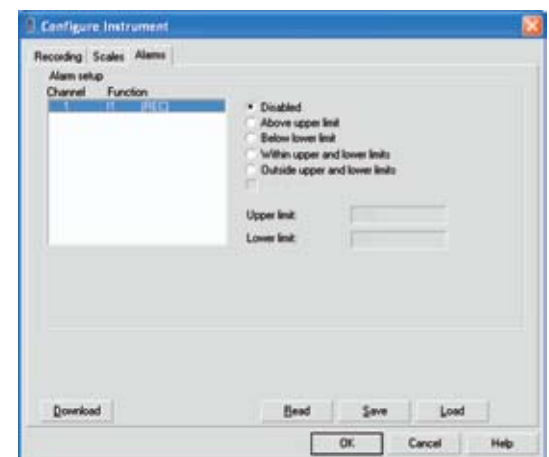 Configure Instrument
Recording Scales Alarms
Alarm setup
Channel Function
1 I1 (REC)
Disabled
Above upper limit
Below lower limit
Within upper and lower limits
Outside upper and lower limits
Upper limit:
Lower limit:
Download Read Save Load
OK Cancel Help